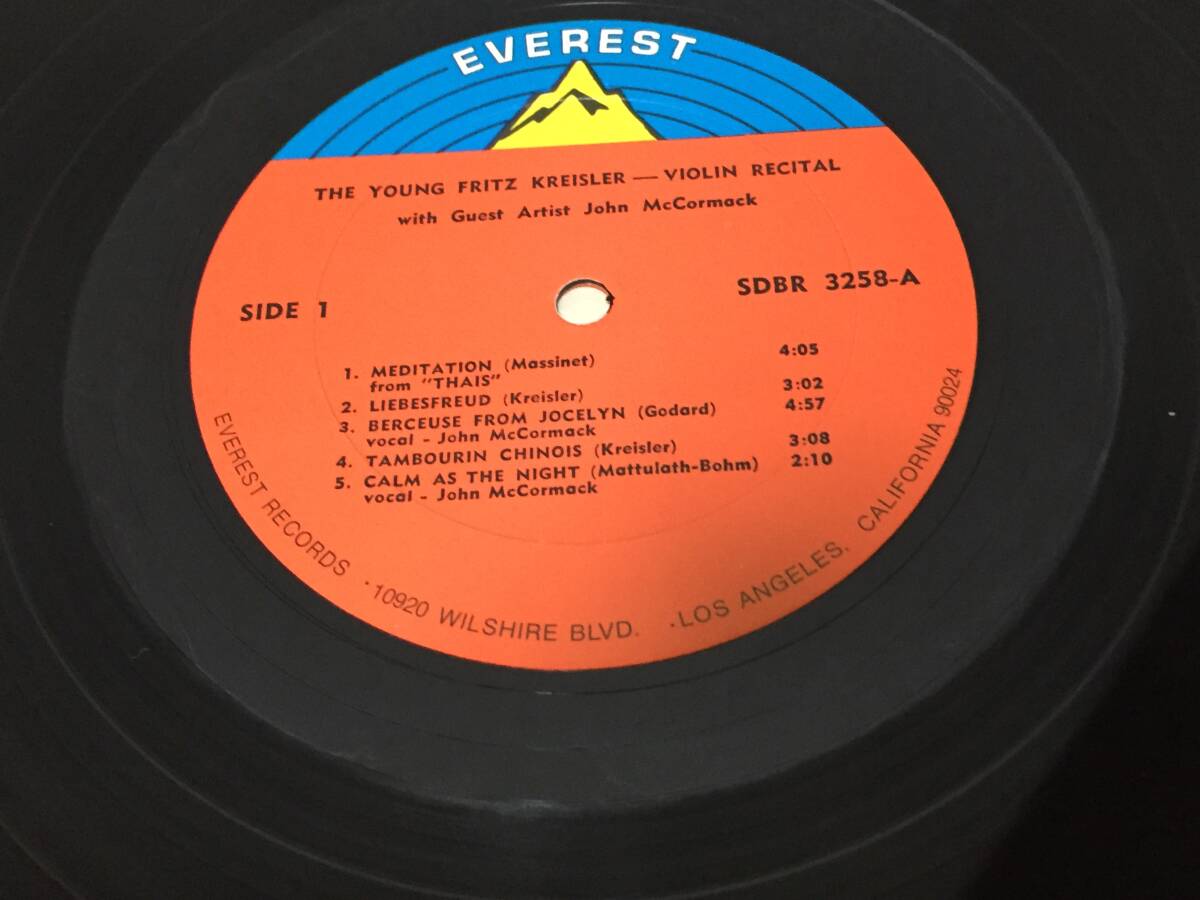 EVEREST
THE YOUNG FRITZ KREISLER — VIOLIN RECITAL
with Guest Artist John McCormack
SIDE 1
SDBR 3258-A
1. MEDITATION (Massinet) 4:05
from "THAIS"
2. LIEBESFREUD (Kreisler) 3:02
3. BERCEUSE FROM JOCELYN (Godard) 4:57
vocal - John McCormack
4. TAMBOURIN CHINOIS (Kreisler) 3:08
5. CALM AS THE NIGHT (Mattulath-Bohm) 2:10
vocal - John McCormack
EVEREST RECORDS · 10920 WILSHIRE BLVD. · LOS ANGELES. CALIFORNIA 90024